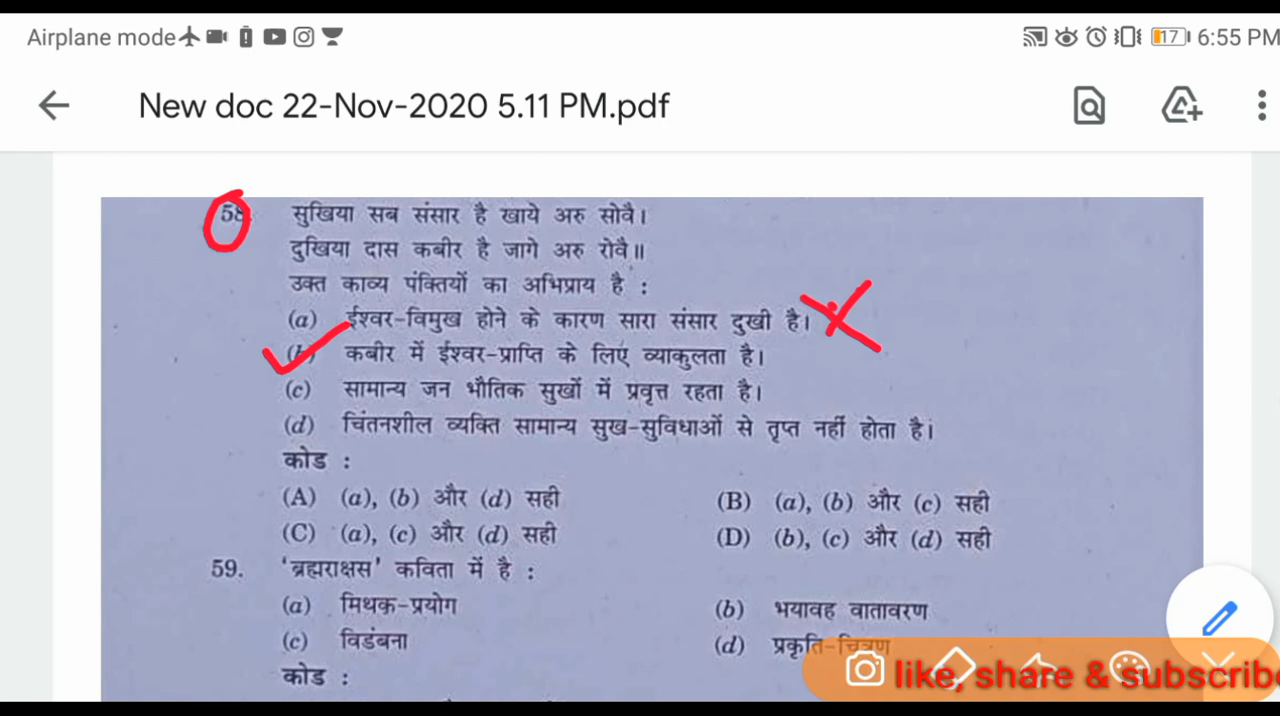 Airplane mode 17 6:55 PM
New doc 22-Nov-2020 5.11 PM.pdf
58. सुखिया सब संसार है खाये अरु सोवै।
दुखिया दास कबीर है जागे अरु रोवै॥
उक्त काव्य पंक्तियों का अभिप्राय है :
(a) ईश्वर-विमुख होने के कारण सारा संसार दुखी है।
(b) कबीर में ईश्वर-प्राप्ति के लिए व्याकुलता है।
(c) सामान्य जन भौतिक सुखों में प्रवृत्त रहता है।
(d) चिंतनशील व्यक्ति सामान्य सुख-सुविधाओं से तृप्त नहीं होता है।
कोड :
(A) (a), (b) और (d) सही (B) (a), (b) और (c) सही
(C) (a), (c) और (d) सही (D) (b), (c) और (d) सही
59. 'ब्रह्मराक्षस' कविता में है :
(a) मिथक-प्रयोग (b) भयावह वातावरण
(c) विडंबना (d) प्रकृति-चित्रण
कोड :
like, share & subscribe